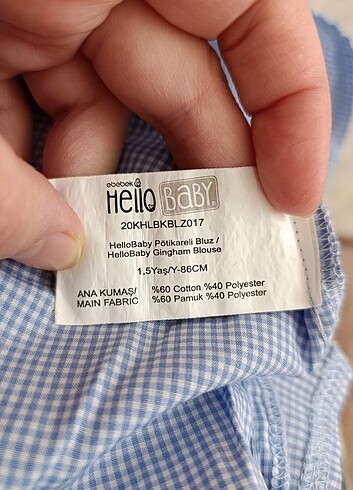 ebebek
Hello BABY.
20KHLBKBLZ017
HelloBaby Pötikareli Bluz /
HelloBaby Gingham Blouse
1,5Yaş/Y-86CM
ANA KUMAŞ/ %60 Cotton %40 Polyester
MAIN FABRIC %60 Pamuk %40 Polyester